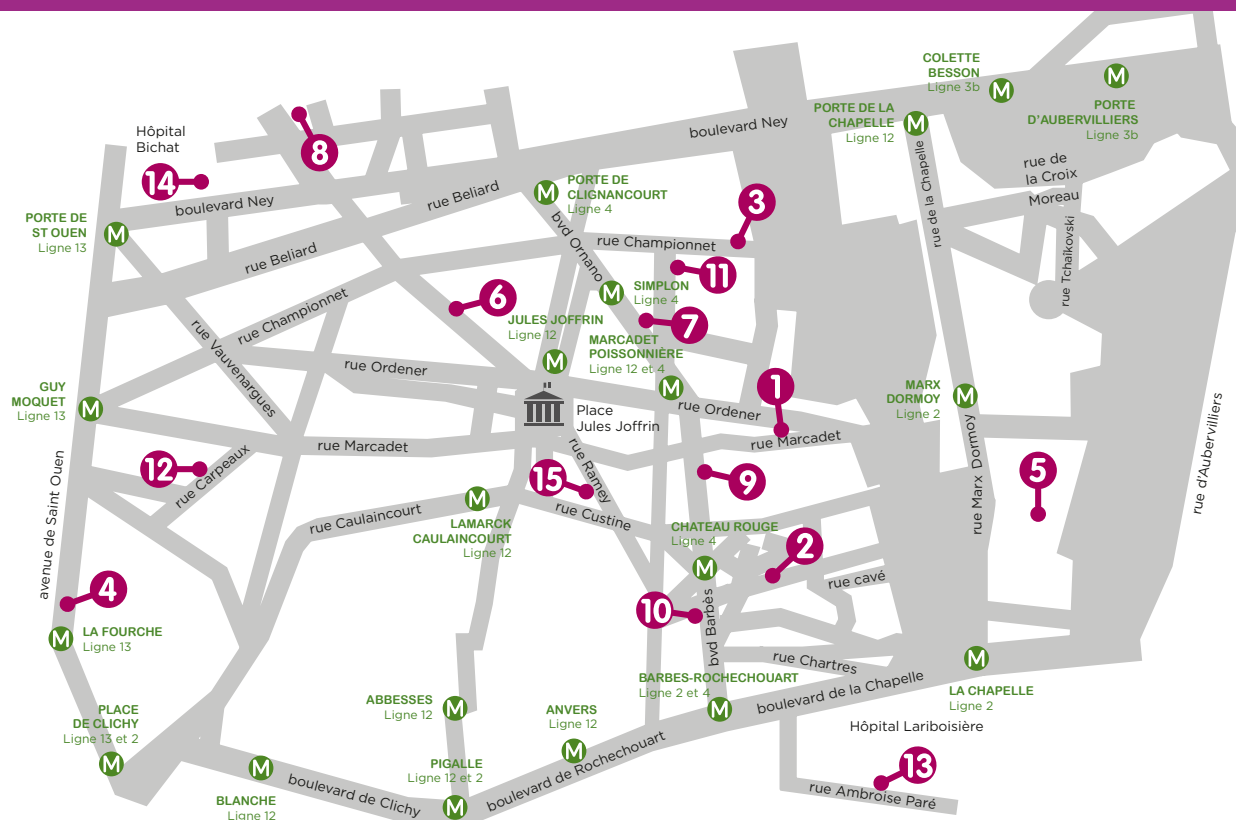 COLETTE
BESSON
Ligne 3b
M
M
PORTE
D'AUBERVILLIERS
Ligne 3b
PORTE DE LA
CHAPELLE
Ligne 12
M
boulevard Ney
Hôpital
Bichat
8
14
boulevard Ney
rue Beliard
M
PORTE DE
CLIGNANCOURT
Ligne 4
3
rue de la Chapelle
rue de
la Croix
Moreau
PORTE DE
ST OUEN
Ligne 13
M
rue Beliard
bvd Ornano
rue Championnet
11
rue Tchaïkovski
6
M
SIMPLON
Ligne 4
rue Championnet
JULES JOFFRIN
Ligne 12
7
rue Vauvenargues
M
MARCADET
POISSONNIÈRE
Ligne 12 et 4
rue Ordener
M
1
GUY
MOQUET
Ligne 13
M
MARX
DORMOY
Ligne 2
M
Place
Jules Joffrin
rue Ordener
rue Marcadet
rue Marcadet
rue d'Aubervilliers
12
rue Carpeaux
15
rue Ramey
9
5
rue Marx Dormoy
avenue de Saint Ouen
rue Caulaincourt
M
LAMARCK
CAULAINCOURT
Ligne 12
rue Custine
CHATEAU ROUGE
Ligne 4
M
2
rue cavé
4
10
bvd Barbès
M
LA FOURCHE
Ligne 13
rue Chartres
M
LA CHAPELLE
Ligne 2
BARBES-ROCHECHOUART
Ligne 2 et 4
M
boulevard de la Chapelle
ABBESSES
Ligne 12
M
PLACE
DE CLICHY
Ligne 13 et 2
M
ANVERS
Ligne 12
M
Hôpital Lariboisière
13
rue Ambroise Paré
PIGALLE
Ligne 12 et 2
M
boulevard de Rochechouart
M
BLANCHE
Ligne 12
boulevard de Clichy